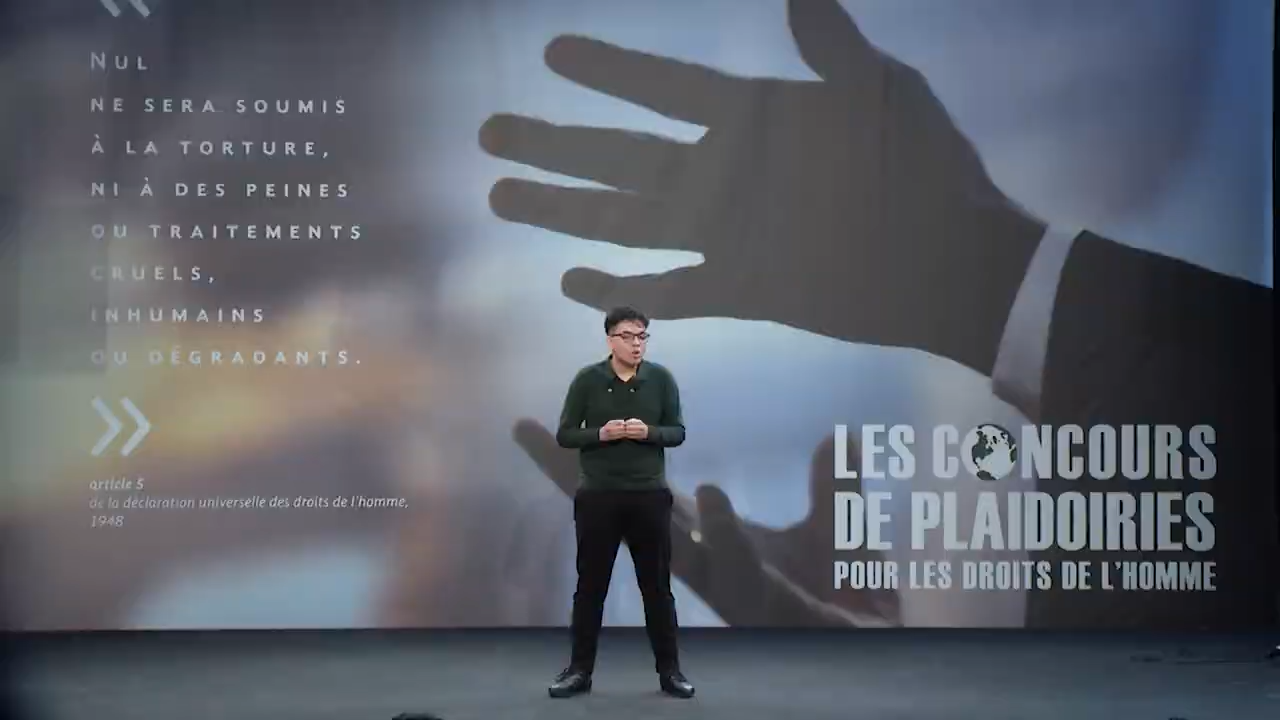 «
NUL
NE SERA SOUMIS
À LA TORTURE,
NI À DES PEINES
OU TRAITEMENTS
CRUELS,
INHUMAINS
OU DÉGRADANTS.
»
article 5
de la déclaration universelle des droits de l'homme,
1948
LES CONCOURS
DE PLAIDOIRIES
POUR LES DROITS DE L'HOMME